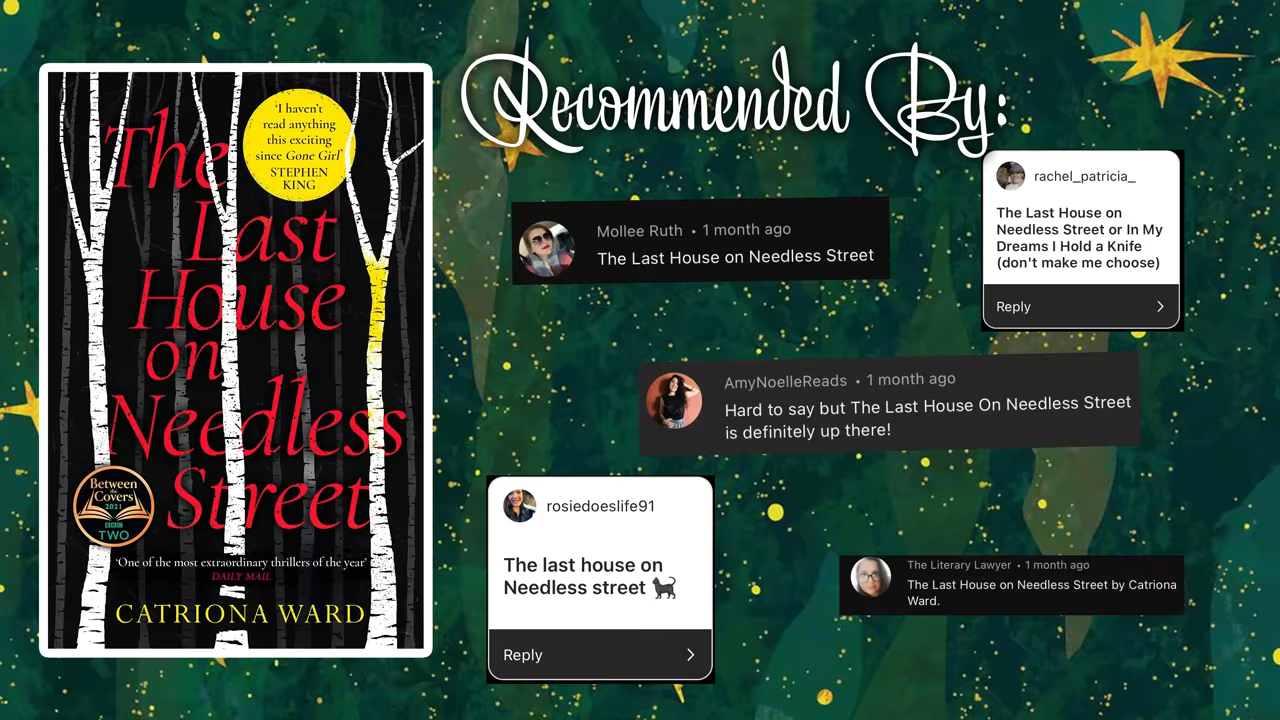 The
Last
House
on
Needless
Street
'I haven't
read anything
this exciting
since Gone Girl'
STEPHEN
KING
Between
the
Covers
2021
BBC
TWO
'One of the most extraordinary thrillers of the year'
DAILY MAIL
CATRIONA WARD
Recommended By:
Mollee Ruth • 1 month ago
The Last House on Needless Street
rachel_patricia_
The Last House on
Needless Street or In My
Dreams I Hold a Knife
(don't make me choose)
Reply
AmyNoelleReads • 1 month ago
Hard to say but The Last House On Needless Street
is definitely up there!
rosiedoeslife91
The last house on
Needless street 🐈‍⬛
Reply
The Literary Lawyer • 1 month ago
The Last House on Needless Street by Catriona
Ward.